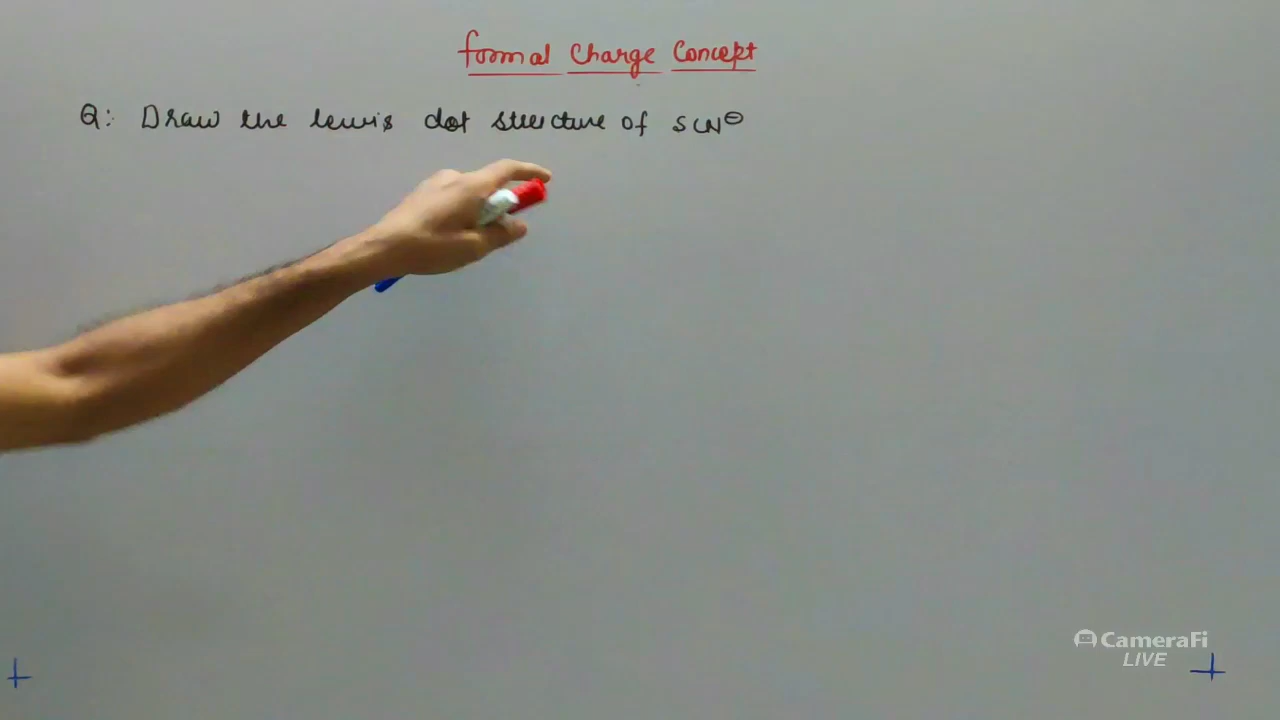 Formal Charge Concept
Q: Draw the lewis dot structure of SCN⊖
CameraFi
LIVE